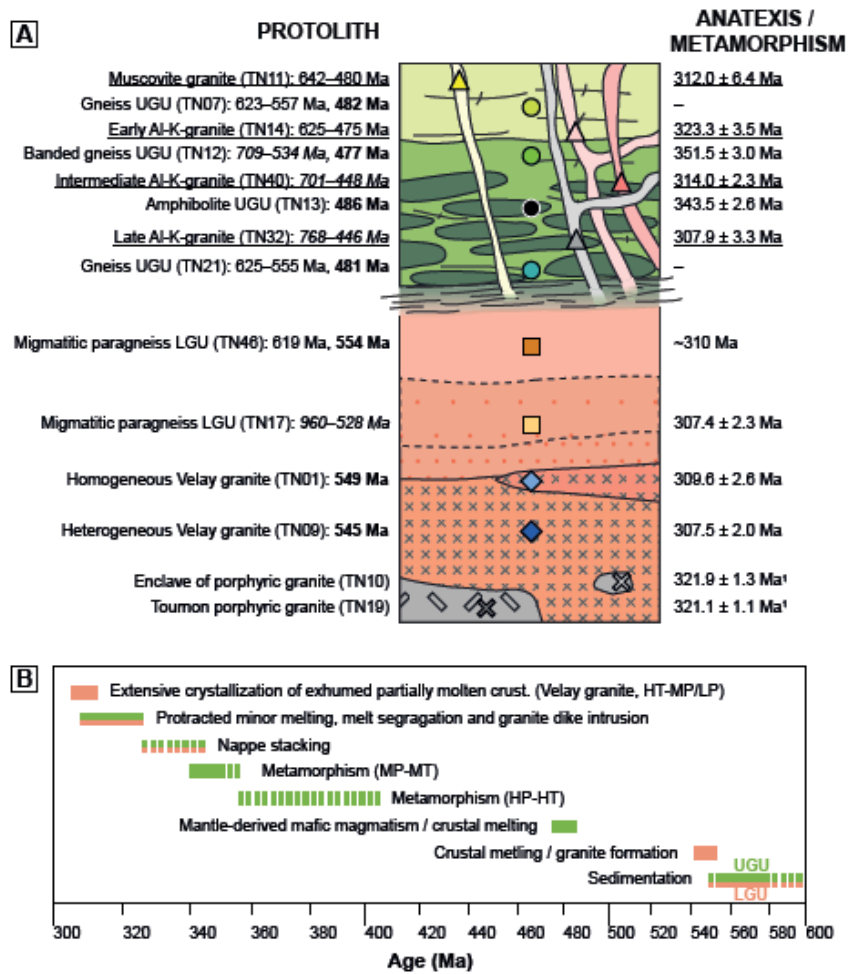 A
PROTOLITH
ANATEXIS /
METAMORPHISM
Muscovite granite (TN11): 642–480 Ma
312.0 ± 6.4 Ma
Gneiss UGU (TN07): 623–557 Ma, 482 Ma
–
Early Al-K-granite (TN14): 625–475 Ma
323.3 ± 3.5 Ma
Banded gneiss UGU (TN12): 709–534 Ma, 477 Ma
351.5 ± 3.0 Ma
Intermediate Al-K-granite (TN40): 701–448 Ma
314.0 ± 2.3 Ma
Amphibolite UGU (TN13): 486 Ma
343.5 ± 2.6 Ma
Late Al-K-granite (TN32): 768–446 Ma
307.9 ± 3.3 Ma
Gneiss UGU (TN21): 625–555 Ma, 481 Ma
–
Migmatitic paragneiss LGU (TN46): 619 Ma, 554 Ma
~310 Ma
Migmatitic paragneiss LGU (TN17): 960–528 Ma
307.4 ± 2.3 Ma
Homogeneous Velay granite (TN01): 549 Ma
309.6 ± 2.6 Ma
Heterogeneous Velay granite (TN09): 545 Ma
307.5 ± 2.0 Ma
Enclave of porphyric granite (TN10)
321.9 ± 1.3 Ma¹
Tournon porphyric granite (TN19)
321.1 ± 1.1 Ma¹
B
Extensive crystallization of exhumed partially molten crust. (Velay granite, HT-MP/LP)
Protracted minor melting, melt segragation and granite dike intrusion
Nappe stacking
Metamorphism (MP-MT)
Metamorphism (HP-HT)
Mantle-derived mafic magmatism / crustal melting
Crustal metling / granite formation
UGU
Sedimentation
LGU
300 320 340 360 380 400 420 440 460 480 500 520 540 560 580 600
Age (Ma)